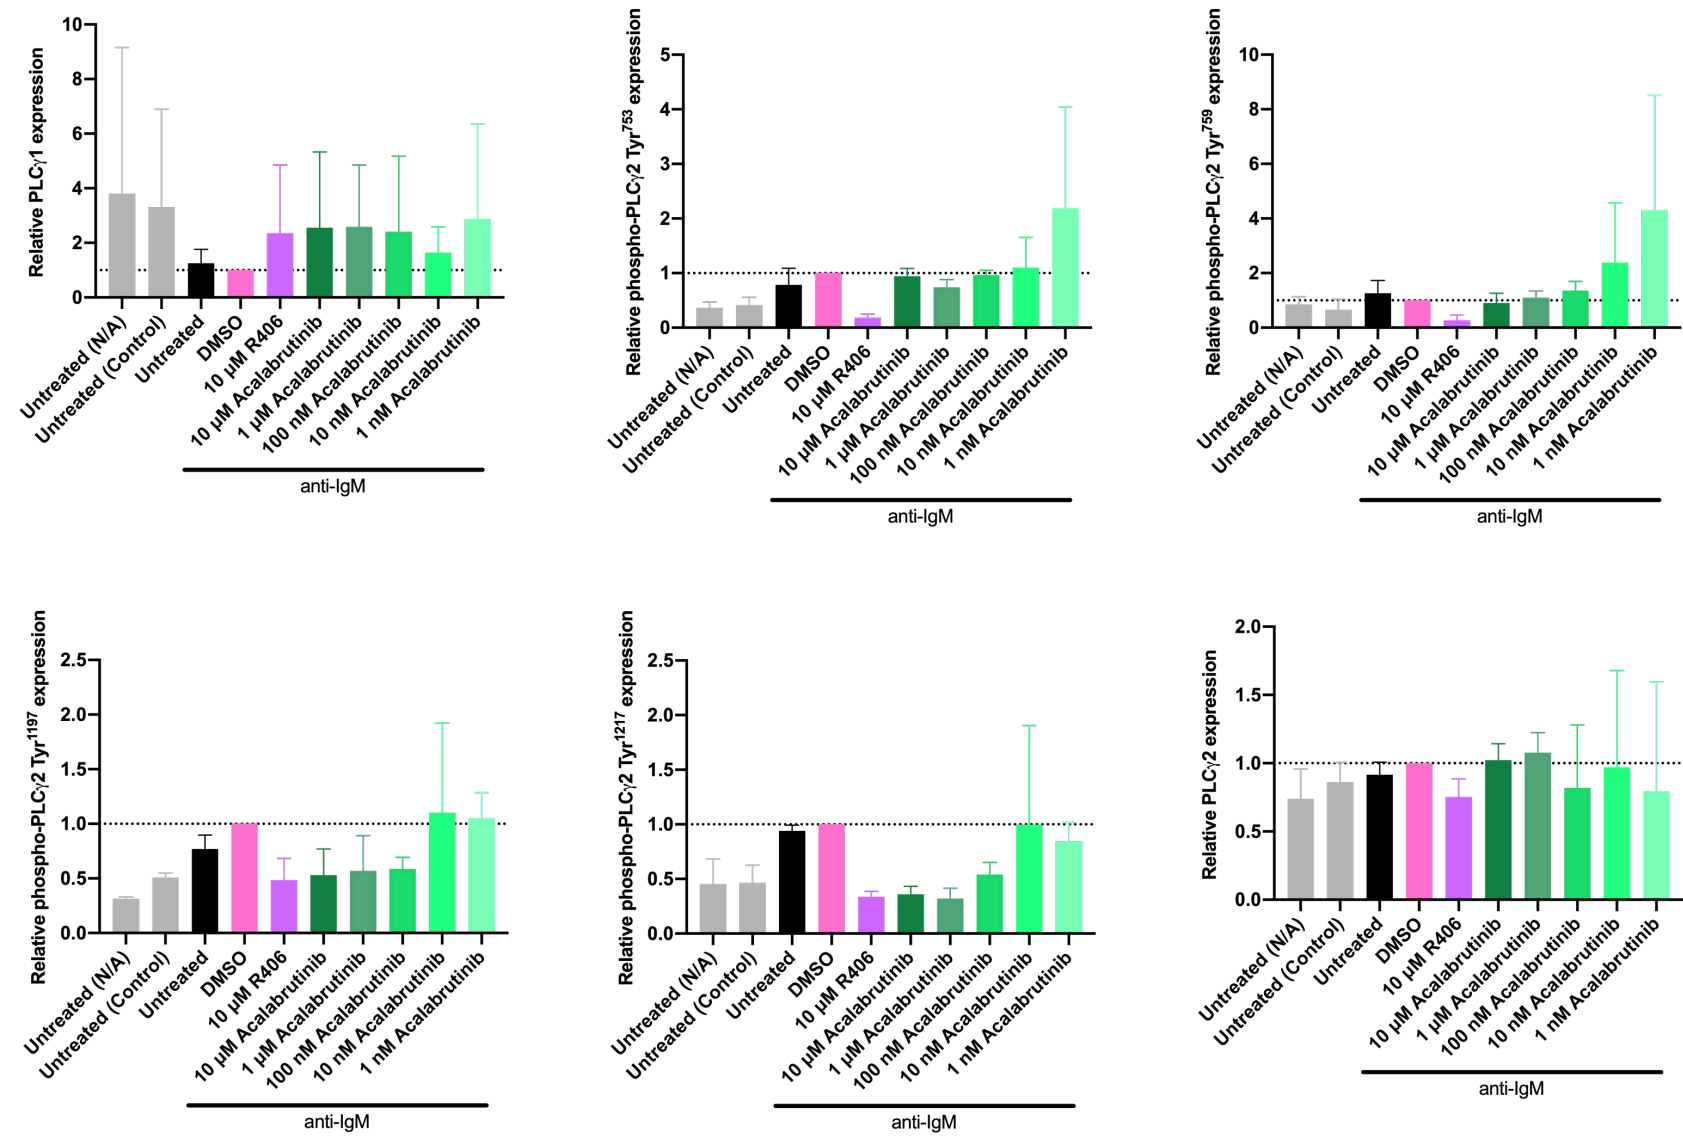 Relative PLCγ1 expression
10
8
6
4
2
0
Untreated (N/A)
Untreated (Control)
Untreated
DMSO
10 µM R406
10 µM Acalabrutinib
1 µM Acalabrutinib
100 nM Acalabrutinib
10 nM Acalabrutinib
1 nM Acalabrutinib
anti-IgM
Relative phospho-PLCγ2 Tyr753 expression
5
4
3
2
1
0
Untreated (N/A)
Untreated (Control)
Untreated
DMSO
10 µM R406
10 µM Acalabrutinib
1 µM Acalabrutinib
100 nM Acalabrutinib
10 nM Acalabrutinib
1 nM Acalabrutinib
anti-IgM
Relative phospho-PLCγ2 Tyr759 expression
10
8
6
4
2
0
Untreated (N/A)
Untreated (Control)
Untreated
DMSO
10 µM R406
10 µM Acalabrutinib
1 µM Acalabrutinib
100 nM Acalabrutinib
10 nM Acalabrutinib
1 nM Acalabrutinib
anti-IgM
Relative phospho-PLCγ2 Tyr1197 expression
2.5
2.0
1.5
1.0
0.5
0.0
Untreated (N/A)
Untreated (Control)
Untreated
DMSO
10 µM R406
10 µM Acalabrutinib
1 µM Acalabrutinib
100 nM Acalabrutinib
10 nM Acalabrutinib
1 nM Acalabrutinib
anti-IgM
Relative phospho-PLCγ2 Tyr1217 expression
2.5
2.0
1.5
1.0
0.5
0.0
Untreated (N/A)
Untreated (Control)
Untreated
DMSO
10 µM R406
10 µM Acalabrutinib
1 µM Acalabrutinib
100 nM Acalabrutinib
10 nM Acalabrutinib
1 nM Acalabrutinib
anti-IgM
Relative PLCγ2 expression
2.0
1.5
1.0
0.5
0.0
Untreated (N/A)
Untreated (Control)
Untreated
DMSO
10 µM R406
10 µM Acalabrutinib
1 µM Acalabrutinib
100 nM Acalabrutinib
10 nM Acalabrutinib
1 nM Acalabrutinib
anti-IgM